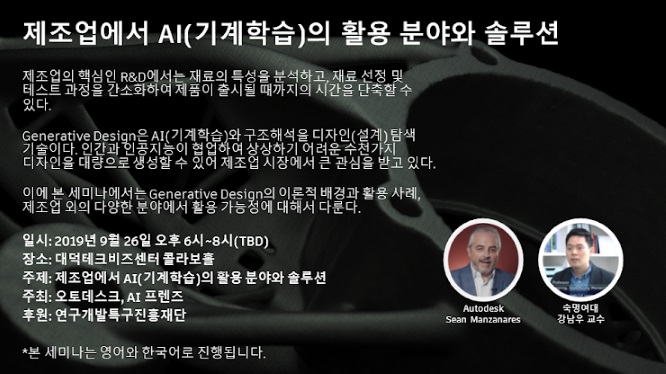 제조업에서 AI(기계학습)의 활용 분야와 솔루션
제조업의 핵심인 R&D에서는 재료의 특성을 분석하고, 재료 선정 및
테스트 과정을 간소화하여 제품이 출시될 때까지의 시간을 단축할 수
있다.
Generative Design은 AI(기계학습)와 구조해석을 디자인(설계) 탐색
기술이다. 인간과 인공지능이 협업하여 상상하기 어려운 수천가지
디자인을 대량으로 생성할 수 있어 제조업 시장에서 큰 관심을 받고 있다.
이에 본 세미나에서는 Generative Design의 이론적 배경과 활용 사례,
제조업 외의 다양한 분야에서 활용 가능성에 대해서 다룬다.
일시: 2019년 9월 26일 오후 6시~8시(TBD)
장소: 대덕테크비즈센터 콜라보홀
주제: 제조업에서 AI(기계학습)의 활용 분야와 솔루션
주최: 오토데스크, AI 프렌즈
후원: 연구개발특구진흥재단
Autodesk
Sean Manzanares
숙명여대
강남우 교수
*본 세미나는 영어와 한국어로 진행됩니다.